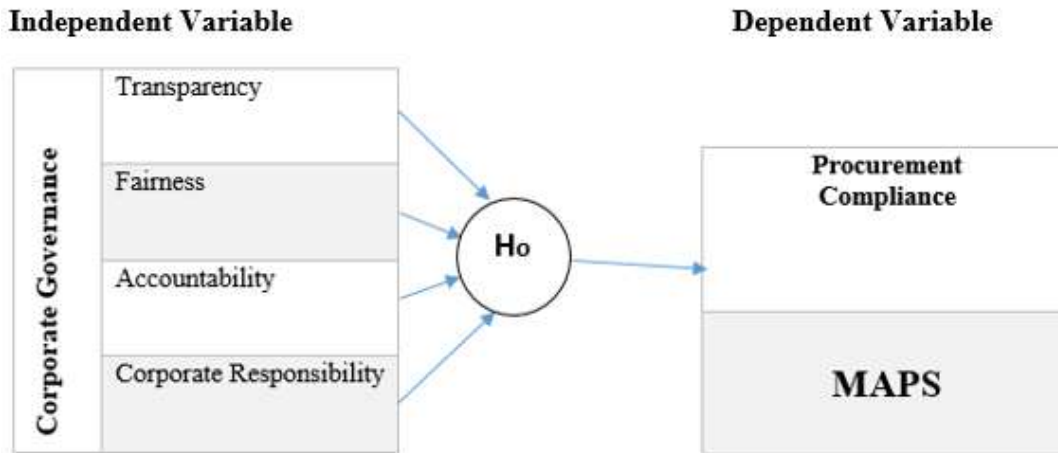 Independent Variable
Dependent Variable
Corporate Governance
Transparency
Fairness
Accountability
Corporate Responsibility
Ho
Procurement
Compliance
MAPS